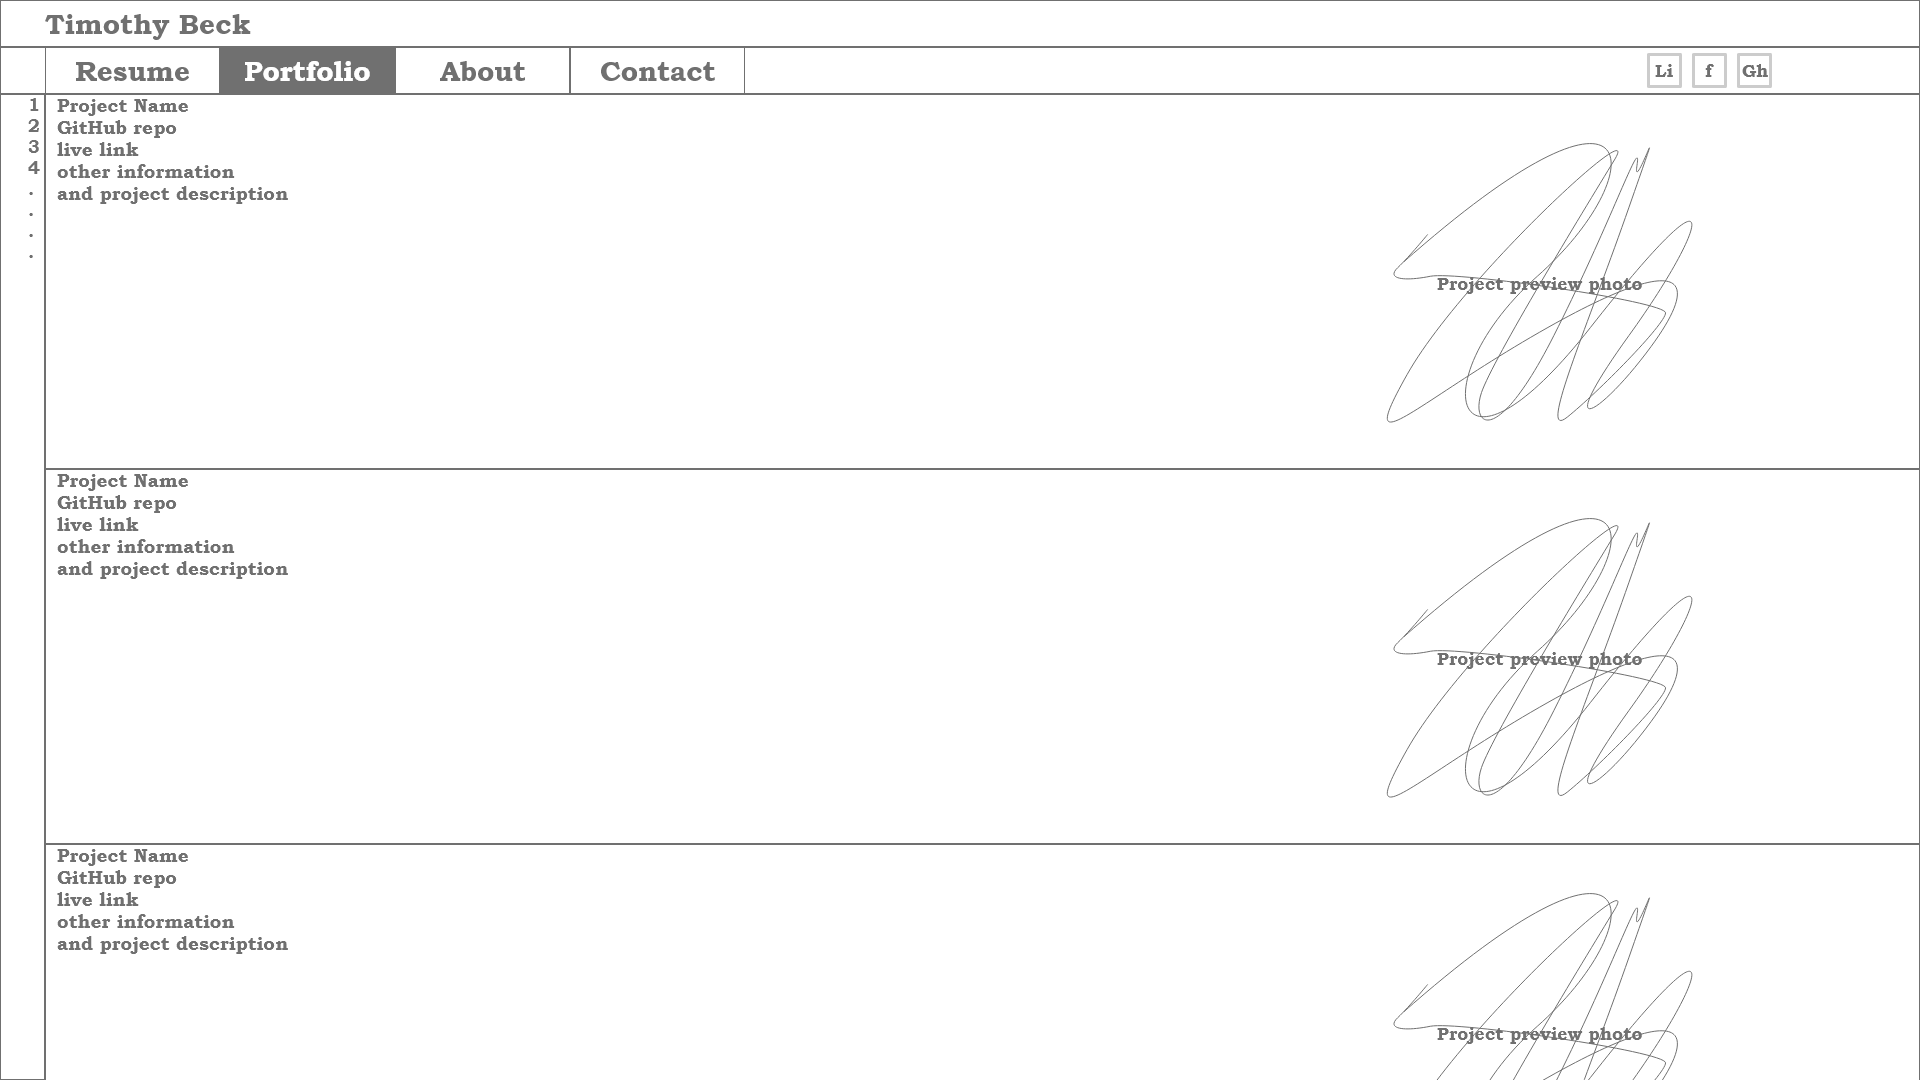 Timothy Beck
Resume Portfolio About Contact Li f Gh
1 Project Name
2 GitHub repo
3 live link
4 other information
. and project description
.
.
.
Project preview photo
Project Name
GitHub repo
live link
other information
and project description
Project preview photo
Project Name
GitHub repo
live link
other information
and project description
Project preview photo